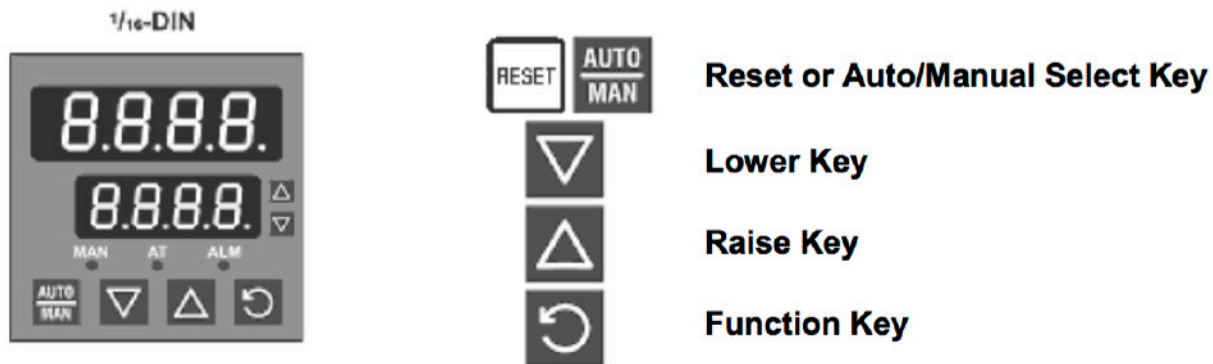 1/16-DIN
8.8.8.8.
8.8.8.8.
MAN AT ALM
AUTO
MAN
RESET
AUTO
MAN
Reset or Auto/Manual Select Key
Lower Key
Raise Key
Function Key